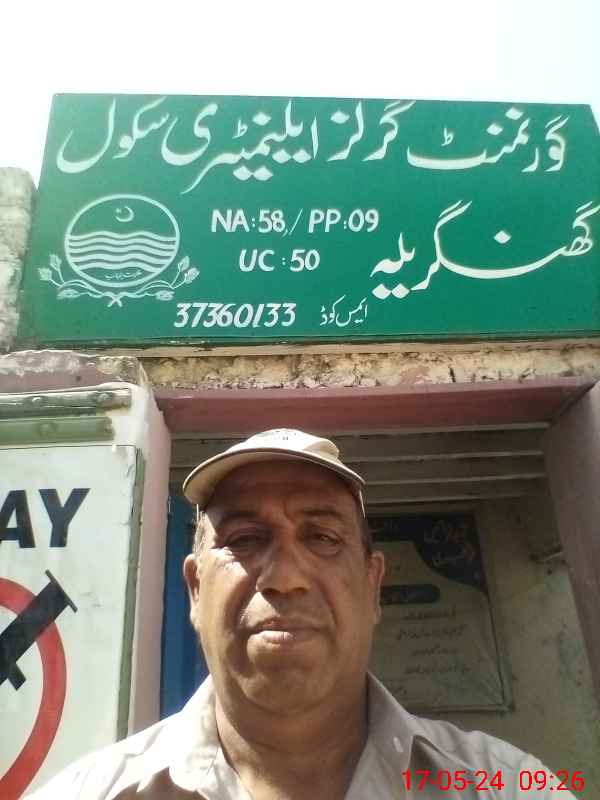 گورنمنٹ گرلز ایلیمنٹری سکول
گھنگریلہ
NA:58,/PP:09
UC:50
ایمس کوڈ 37360133
AY
17-05-24 09:26